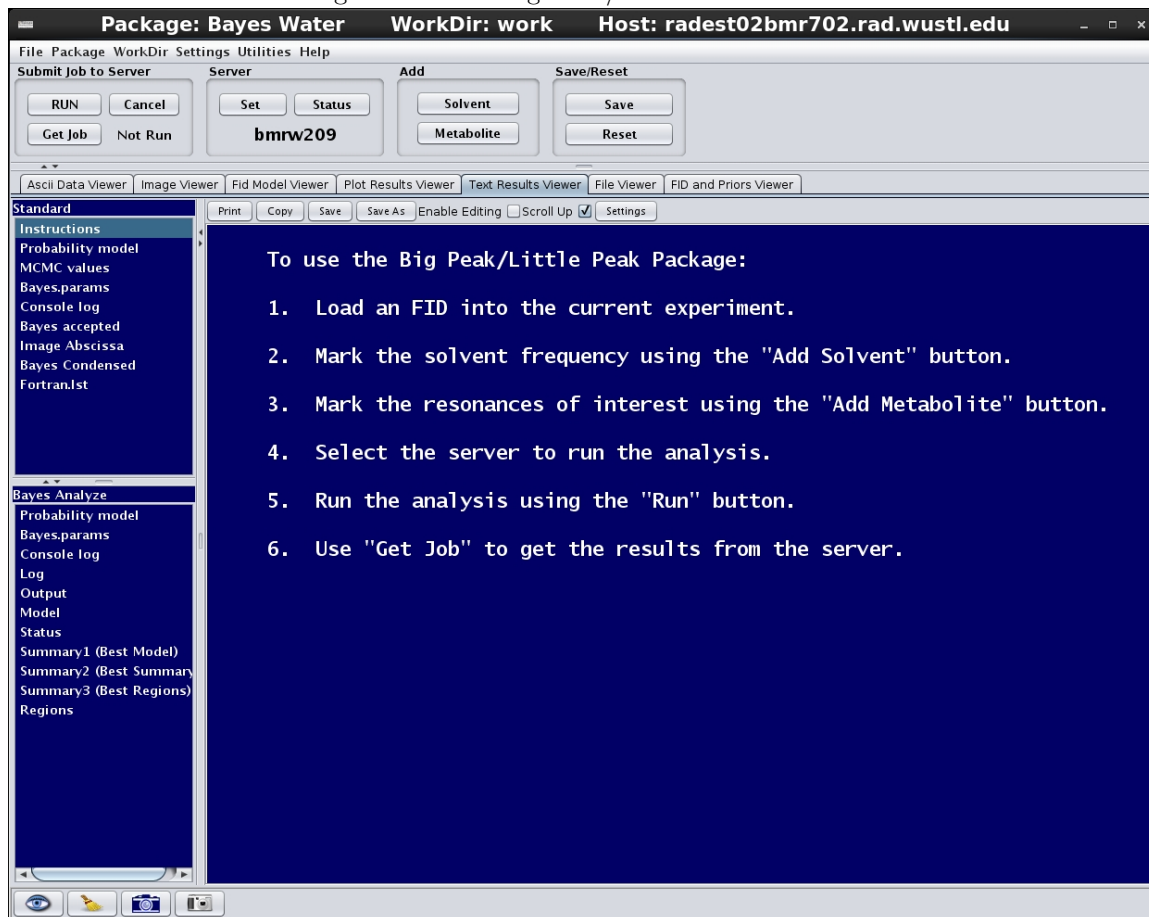 Package: Bayes Water WorkDir: work Host: radest02bmr702.rad.wustl.edu
File Package WorkDir Settings Utilities Help
Submit Job to Server Server Add Save/Reset
RUN Cancel Set Status Solvent Save
Get Job Not Run bmrw209 Metabolite Reset
Ascii Data Viewer Image Viewer Fid Model Viewer Plot Results Viewer Text Results Viewer File Viewer FID and Priors Viewer
Standard
Print Copy Save Save As Enable Editing Scroll Up Settings
Instructions
Probability model
MCMC values
Bayes.params
Console log
Bayes accepted
Image Abscissa
Bayes Condensed
Fortran.lst
To use the Big Peak/Little Peak Package:
1. Load an FID into the current experiment.
2. Mark the solvent frequency using the "Add Solvent" button.
3. Mark the resonances of interest using the "Add Metabolite" button.
4. Select the server to run the analysis.
5. Run the analysis using the "Run" button.
6. Use "Get Job" to get the results from the server.
Bayes Analyze
Probability model
Bayes.params
Console log
Log
Output
Model
Status
Summary1 (Best Model)
Summary2 (Best Summary
Summary3 (Best Regions)
Regions